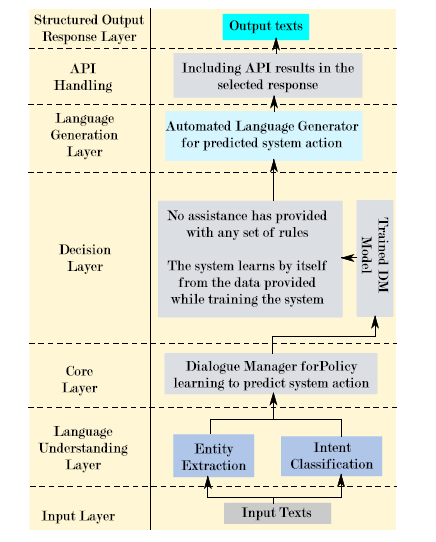 Structured Output
Response Layer
Output texts
API
Handling
Including API results in the
selected response
Language
Generation
Layer
Automated Language Generator
for predicted system action
Decision
Layer
No assistance has provided
with any set of rules
The system learns by itself
from the data provided
while training the system
Trained DM
Model
Core
Layer
Dialogue Manager forPolicy
learning to predict system action
Language
Understanding
Layer
Entity
Extraction
Intent
Classification
Input Layer
Input Texts